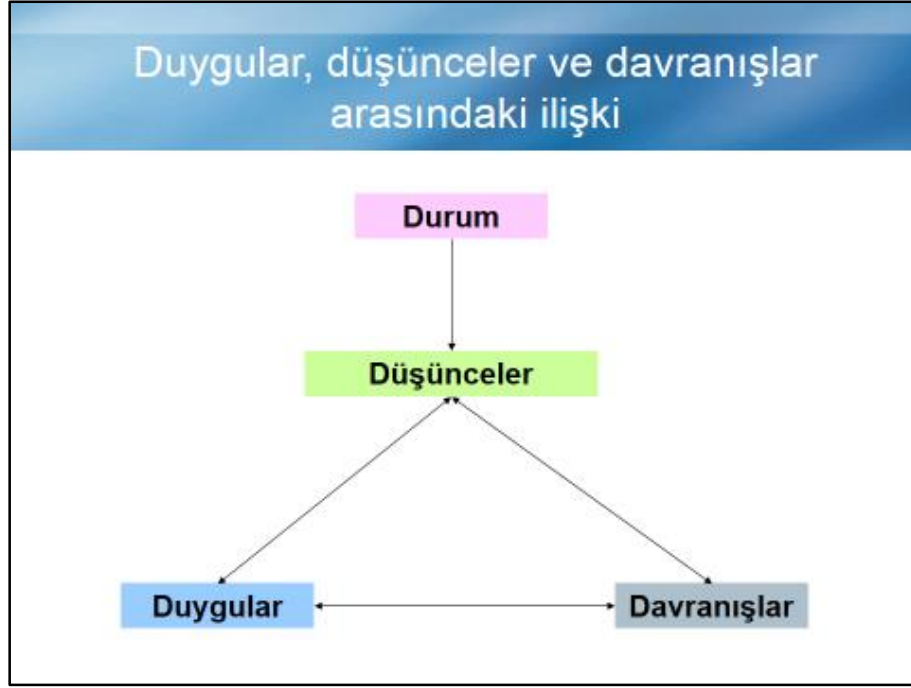 Duygular, düşünceler ve davranışlar
arasındaki ilişki
Durum
Düşünceler
Duygular
Davranışlar